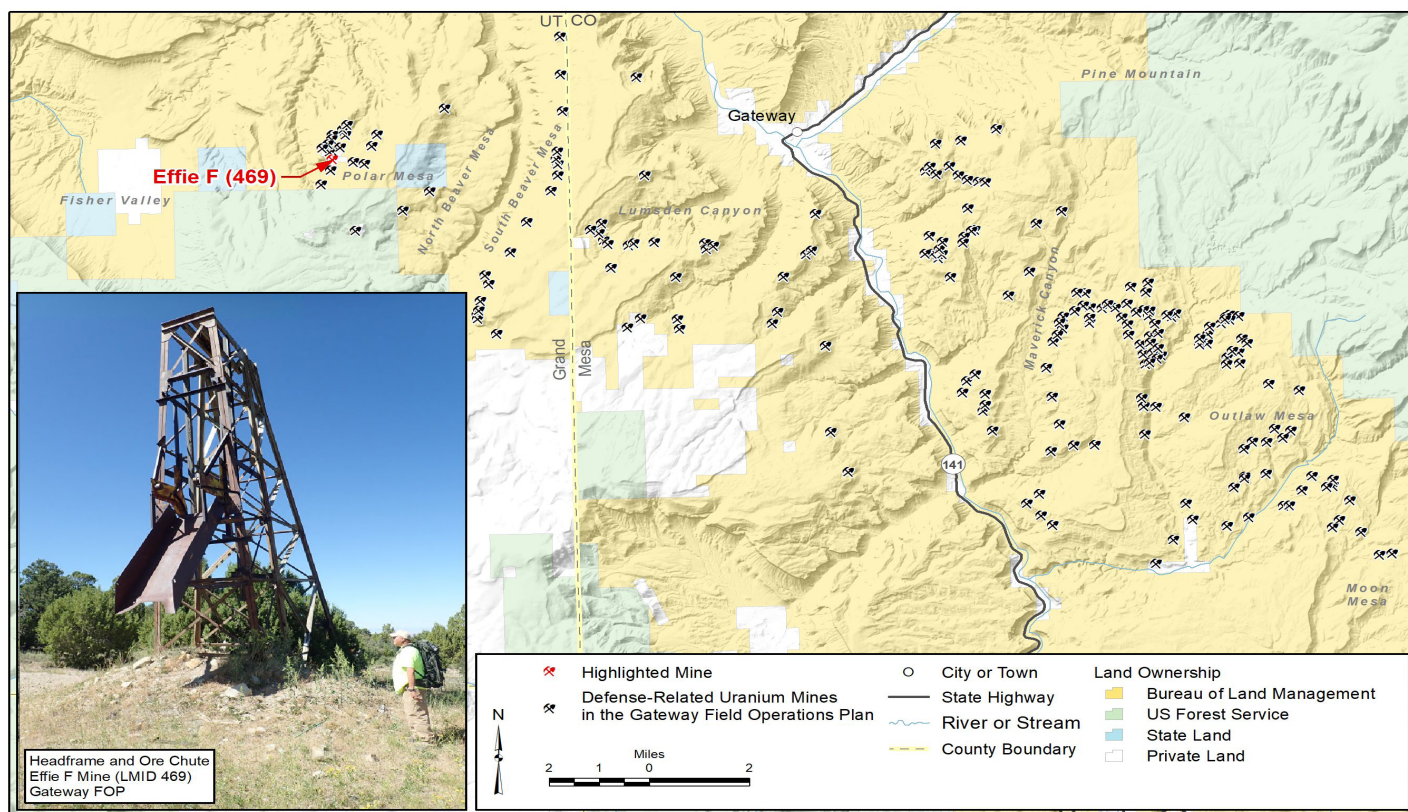 UT CO
Pine Mountain
Gateway
Effie F (469)
Polar Mesa
North Beaver Mesa
South Beaver Mesa
Fisher Valley
Lumsden Canyon
Maverick Canyon
Grand
Mesa
Outlaw Mesa
141
Moon
Mesa
Headframe and Ore Chute
Effie F Mine (LMID 469)
Gateway FOP
N
Highlighted Mine
Defense-Related Uranium Mines
in the Gateway Field Operations Plan
Miles
2 1 0 2
City or Town
State Highway
River or Stream
County Boundary
Land Ownership
Bureau of Land Management
US Forest Service
State Land
Private Land